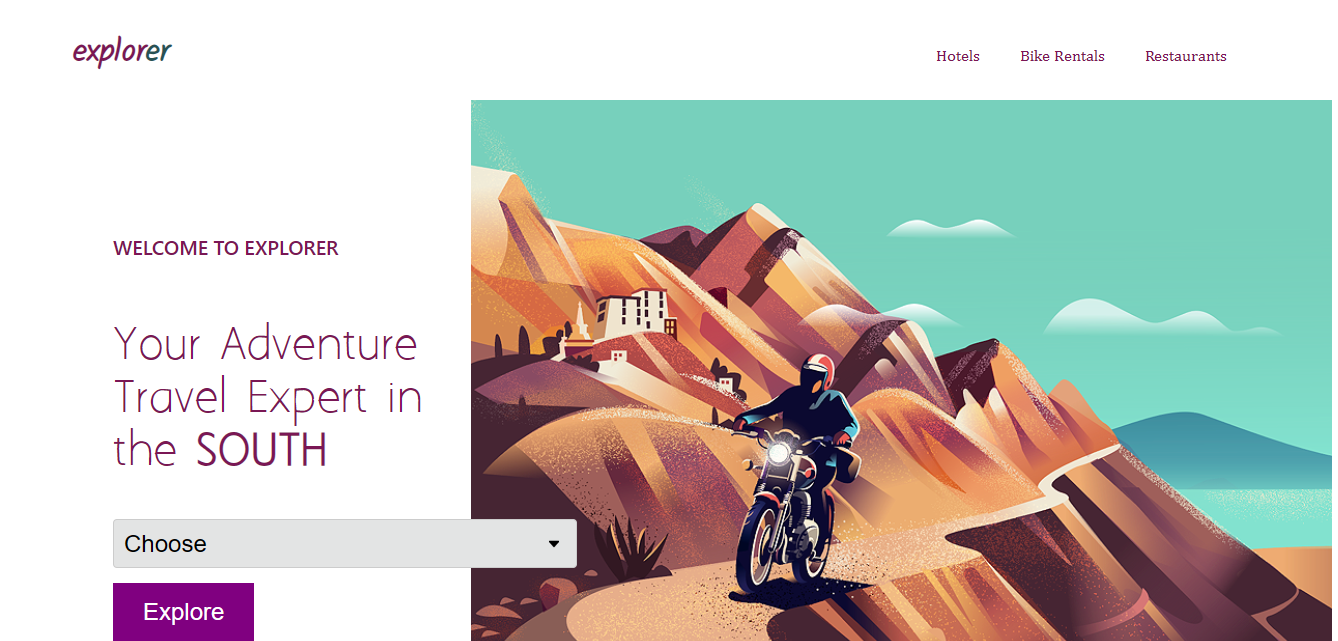 explorer
Hotels Bike Rentals Restaurants
WELCOME TO EXPLORER
Your Adventure
Travel Expert in
the SOUTH
Choose
Explore